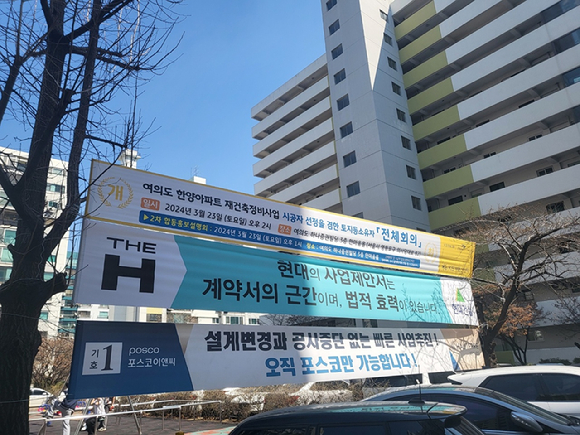 여의도 한양아파트 재건축정비사업 시공자 선정을 겸한 토지등소유자 「전체회의」
일시 2024년 3월 23일 (토요일) 오후 2시
▶2차 합동홍보설명회 : 2024년 3월 23일 (토요일) 오후 1시
THE
H
현대의 사업제안서는
계약서의 근간이며, 법적 효력이 있습니다
기호 1
posco
포스코이앤씨
설계변경과 공사중단 없는 빠른 사업추진!
오직 포스코만 가능합니다!